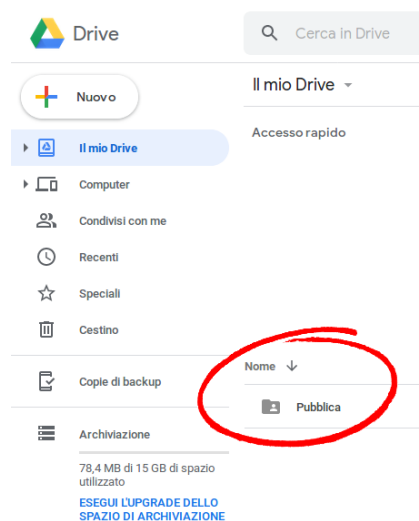 Drive
Cerca in Drive
Nuovo
Il mio Drive
Computer
Condivisi con me
Recenti
Speciali
Cestino
Copie di backup
Archiviazione
78,4 MB di 15 GB di spazio
utilizzato
ESEGUI L'UPGRADE DELLO
SPAZIO DI ARCHIVIAZIONE
Il mio Drive
Accesso rapido
Nome
Pubblica